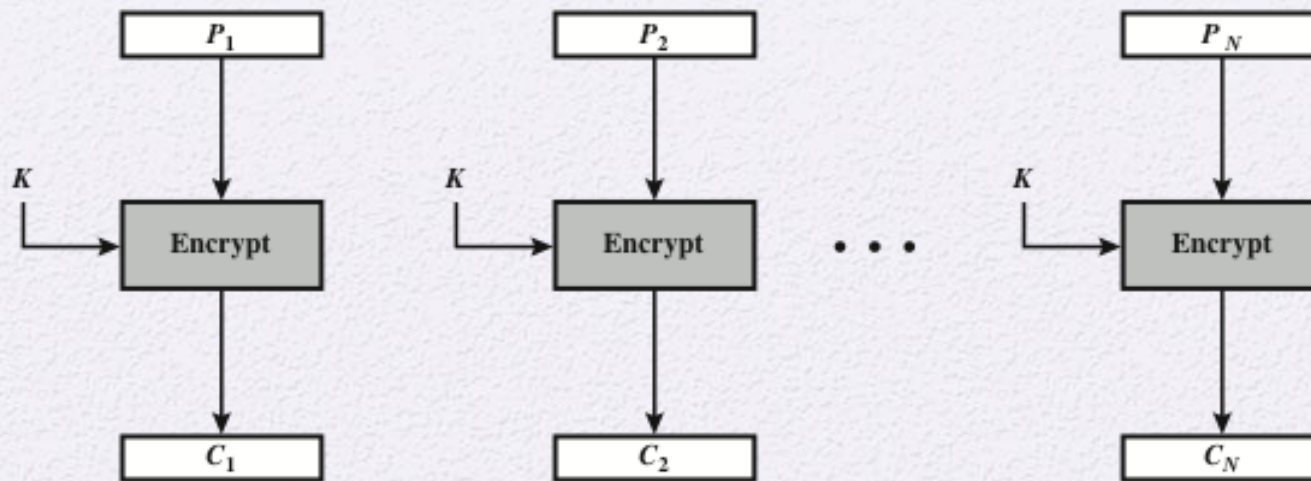 P1 P2 PN
K K K
Encrypt Encrypt • • • Encrypt
C1 C2 CN